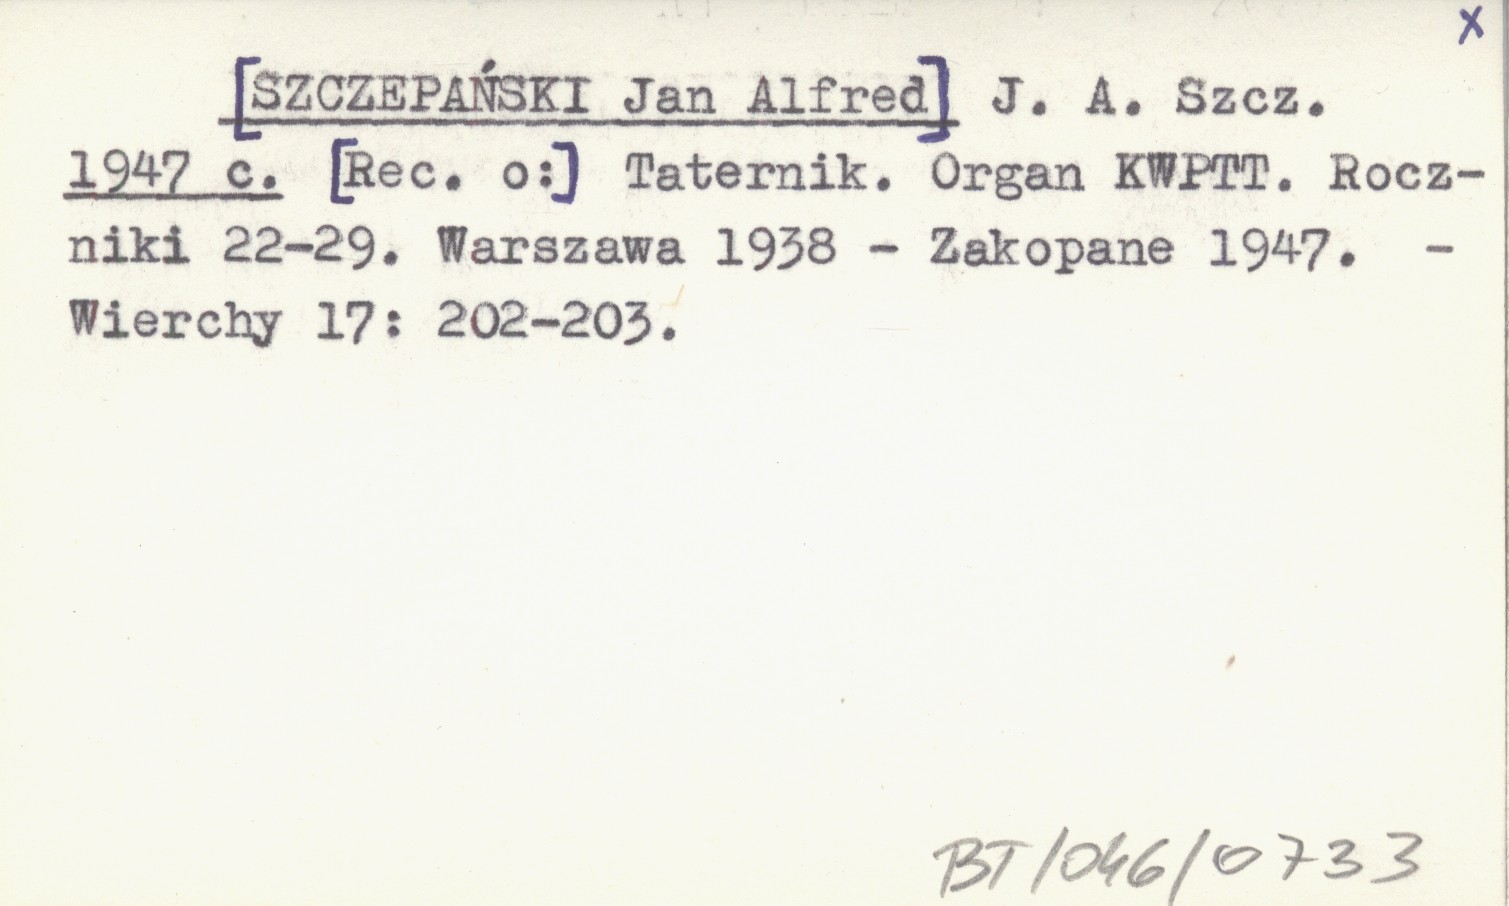 x
[SZCZEPAŃSKI Jan Alfred] J. A. Szcz.
1947 c. [Rec. o:] Taternik. Organ KWPTT. Rocz-
niki 22-29. Warszawa 1938 - Zakopane 1947. -
Wierchy 17: 202-203.
BT/046/0733